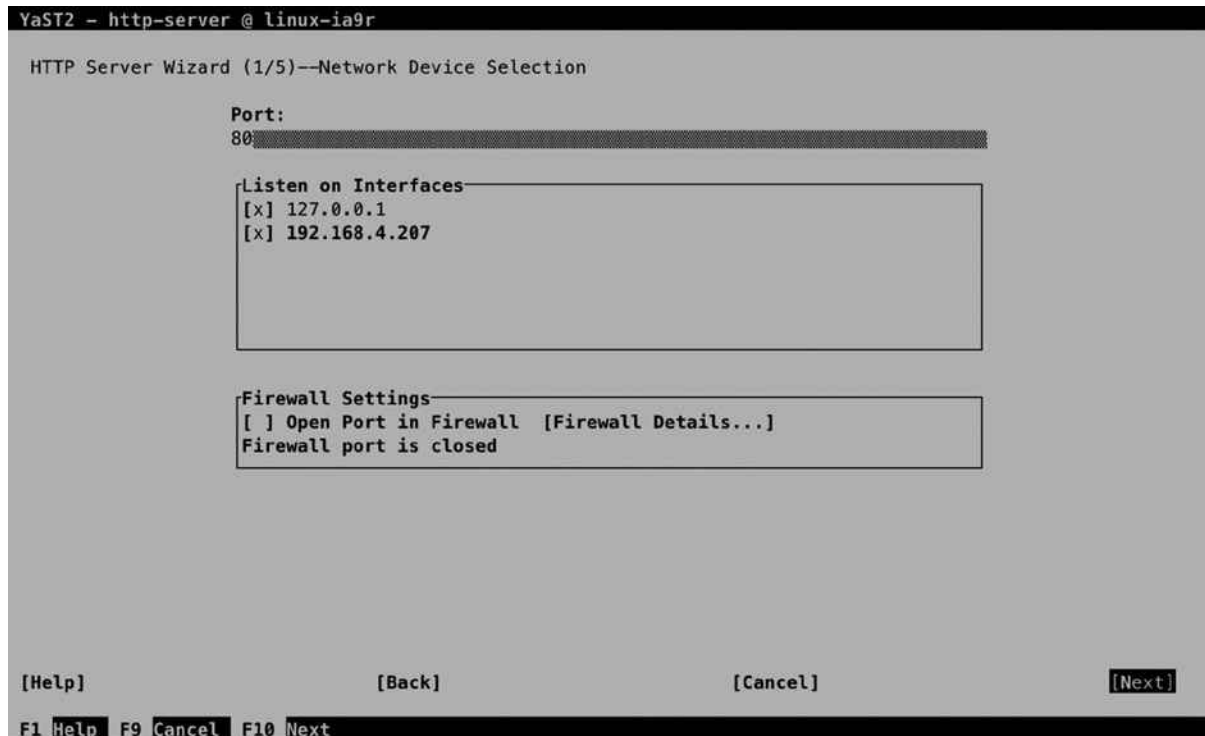 YaST2 - http-server @ linux-ia9r
HTTP Server Wizard (1/5)--Network Device Selection
Port:
80
Listen on Interfaces
[x] 127.0.0.1
[x] 192.168.4.207
Firewall Settings
[ ] Open Port in Firewall [Firewall Details...]
Firewall port is closed
[Help] [Back] [Cancel] [Next]
F1 Help F9 Cancel F10 Next